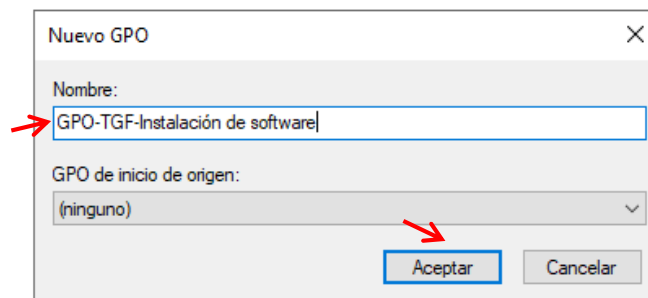 Nuevo GPO
Nombre:
GPO-TGF-Instalación de software
GPO de inicio de origen:
(ninguno)
Aceptar
Cancelar